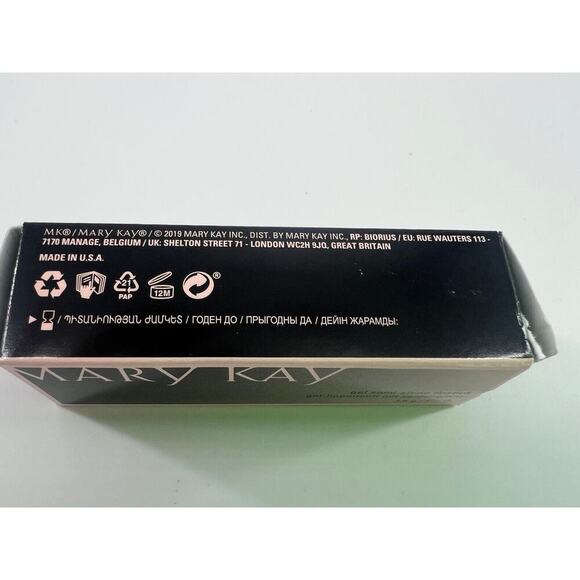 MK®/MARY KAY®/© 2019 MARY KAY INC., DIST. BY MARY KAY INC., RP: BIORIUS / EU: RUE WAUTERS 113 -
7170 MANAGE, BELGIUM / UK: SHELTON STREET 71 - LONDON WC2H 9JQ, GREAT BRITAIN
MADE IN U.S.A.
21
PAP
12M
/ ՊԻՏԱՆԻՈՒԹՅԱՆ ԺԱՄԿԵՏ / ГОДЕН ДО / ПРЫГОДНЫ ДА / ДЕЙІН ЖАРАМДЫ:
MARY KAY